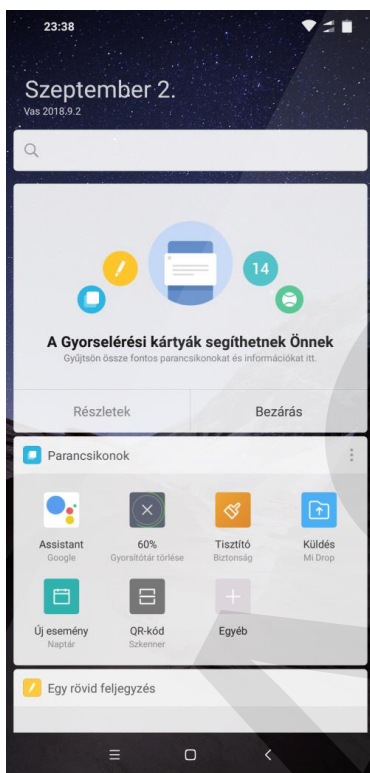 23:38
Szeptember 2.
Vas 2018.9.2
14
A Gyorselérési kártyák segíthetnek Önnek
Gyűjtsön össze fontos parancsikonokat és információkat itt.
Részletek Bezárás
Parancsikonok
Assistant 60% Tisztító Küldés
Google Gyorsítótár törlése Biztonság Mi Drop
Új esemény QR-kód Egyéb
Naptár Szkenner
Egy rövid feljegyzés